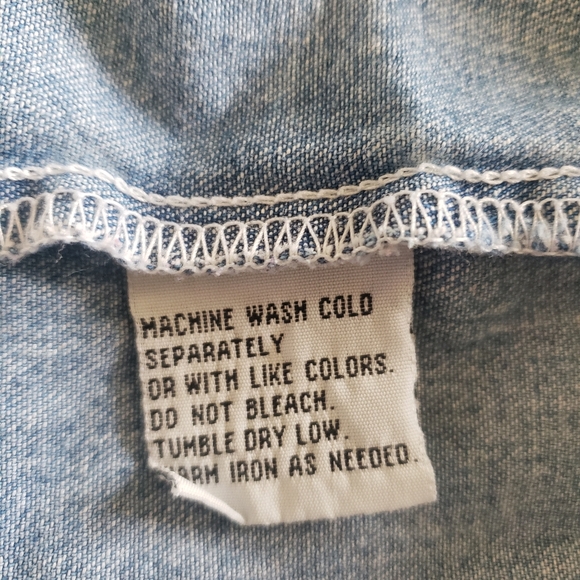 MACHINE WASH COLD
SEPARATELY
OR WITH LIKE COLORS.
DO NOT BLEACH.
TUMBLE DRY LOW.
WARM IRON AS NEEDED.